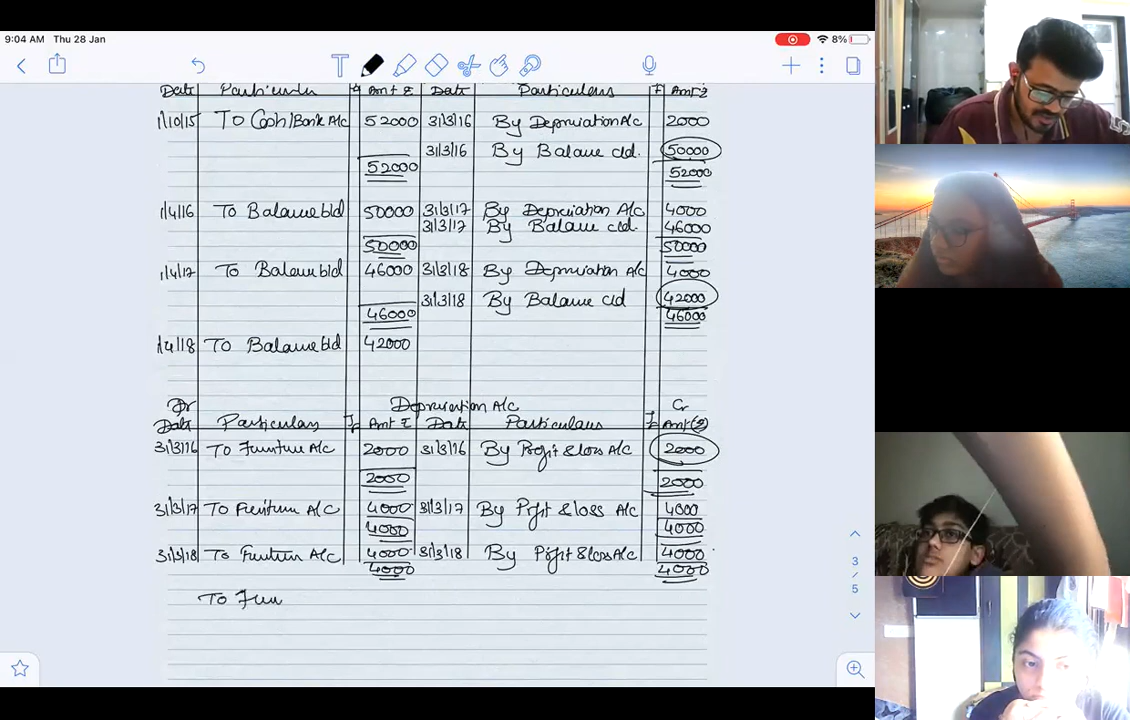 9:04 AM Thu 28 Jan 8%
Date Particulars Amt ₹ Date Particulars Amt ₹
1/10/15 To Cash/Bank A/c 52000 31/3/16 By Depreciation A/c 2000
31/3/16 By Balance c/d. 50000
52000 52000
1/4/16 To Balance b/d 50000 31/3/17 By Depreciation A/c 4000
31/3/17 By Balance c/d. 46000
50000 50000
1/4/17 To Balance b/d 46000 31/3/18 By Depreciation A/c 4000
31/3/18 By Balance c/d 42000
46000 46000
1/4/18 To Balance b/d 42000
Dr Depreciation A/c Cr
Date Particulars Amt ₹ Date Particulars Amt (₹)
31/3/16 To Furniture A/c 2000 31/3/16 By Profit & loss A/c 2000
2000 2000
31/3/17 To Furniture A/c 4000 31/3/17 By Profit & loss A/c 4000
4000 4000
31/3/18 To Furniture A/c 4000 31/3/18 By Profit & loss A/c 4000
4000 4000
To Fun
3
/
5